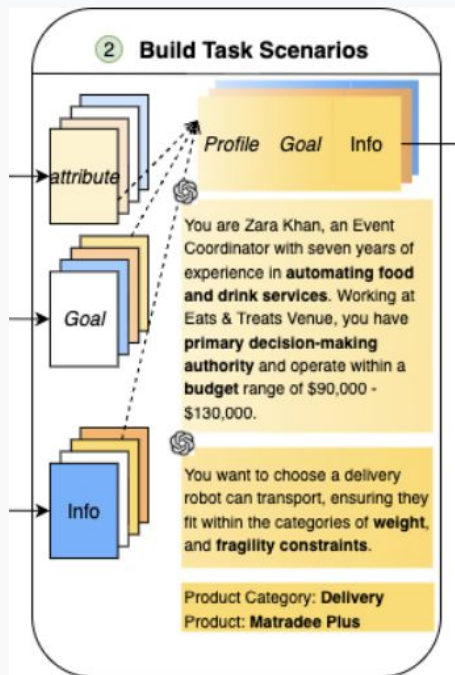 2 Build Task Scenarios
attribute
Profile Goal Info
You are Zara Khan, an Event
Coordinator with seven years of
experience in automating food
and drink services. Working at
Eats & Treats Venue, you have
primary decision-making
authority and operate within a
budget range of $90,000 -
$130,000.
Goal
You want to choose a delivery
robot can transport, ensuring they
fit within the categories of weight,
and fragility constraints.
Info
Product Category: Delivery
Product: Matradee Plus